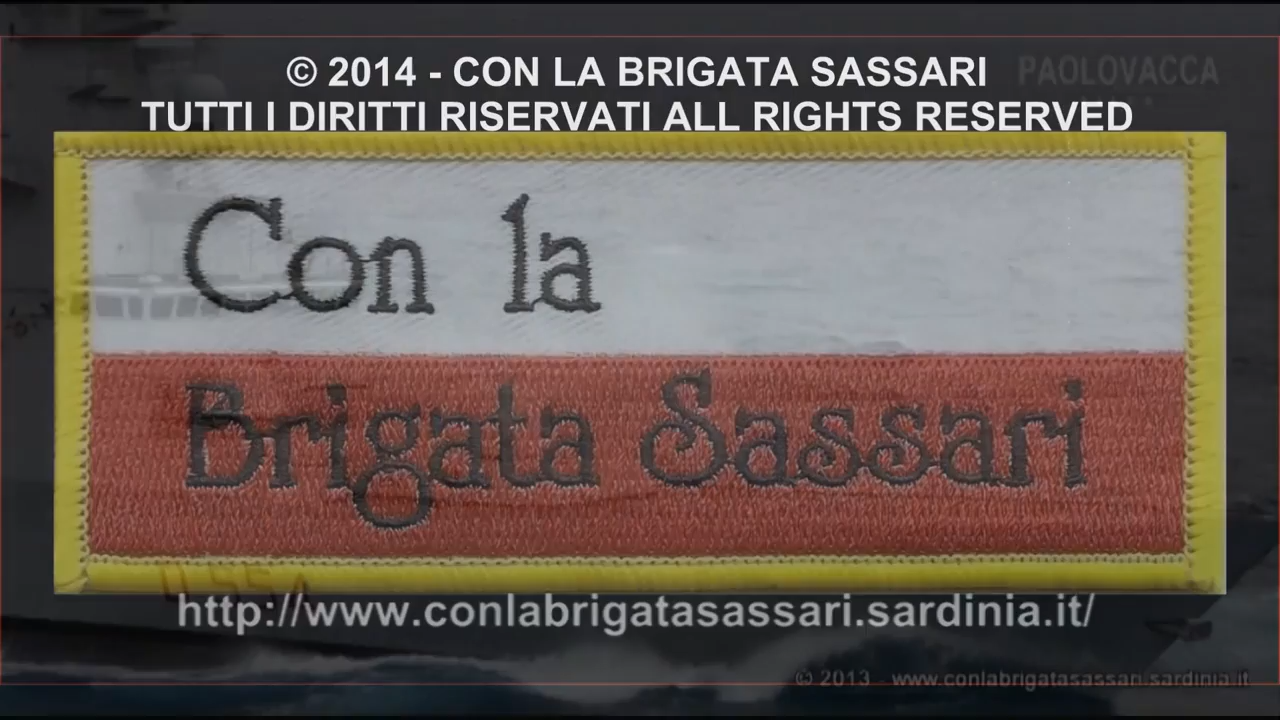 © 2014 - CON LA BRIGATA SASSARI
PAOLOVACCA
TUTTI I DIRITTI RISERVATI ALL RIGHTS RESERVED
Con la
Brigata Sassari
http://www.conlabrigatasassari.sardinia.it/
© 2013 - www.conlabrigatasassari.sardinia.it